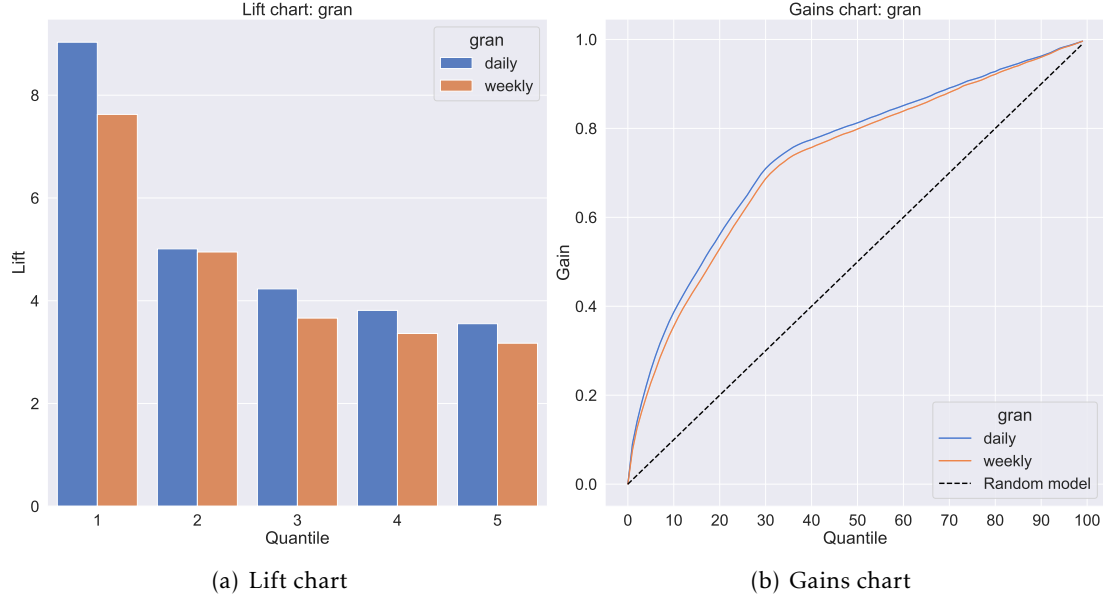 Lift chart: gran
gran
daily
weekly
Lift
8
6
4
2
0
1 2 3 4 5
Quantile
(a) Lift chart
Gains chart: gran
Gain
1.0
0.8
0.6
0.4
0.2
0.0
gran
daily
weekly
Random model
0 10 20 30 40 50 60 70 80 90 100
Quantile
(b) Gains chart